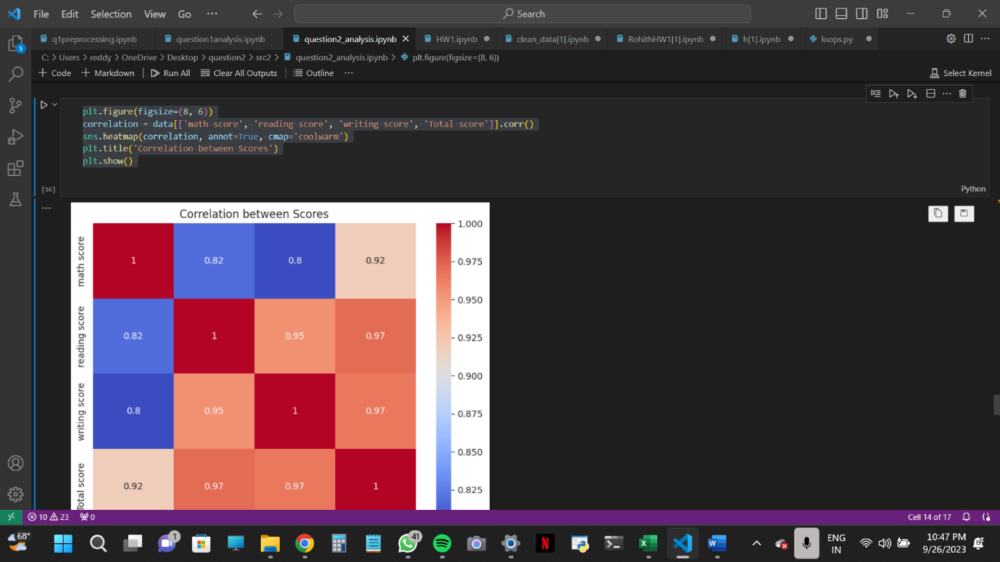 File Edit Selection View Go ··· Search
q1preprocessing.ipynb question1analysis.ipynb question2_analysis.ipynb HW1.ipynb clean_data[1].ipynb RohithHW1[1].ipynb h[1].ipynb loops.py
5
C: > Users > reddy > OneDrive > Desktop > question2 > src2 > question2_analysis.ipynb > plt.figure(figsize=(8, 6))
+ Code + Markdown Run All Clear All Outputs Outline ··· Select Kernel
plt.figure(figsize=(8, 6))
correlation = data[['math score', 'reading score', 'writing score', 'Total score']].corr()
sns.heatmap(correlation, annot=True, cmap='coolwarm')
plt.title('Correlation between Scores')
plt.show()
[16] Python
Correlation between Scores
math score 1 0.82 0.8 0.92
reading score 0.82 1 0.95 0.97
writing score 0.8 0.95 1 0.97
Total score 0.92 0.97 0.97 1
1.000
0.975
0.950
0.925
0.900
0.875
0.850
0.825
10 23 0 Cell 14 of 17
68° 1 41 N ENG 10:47 PM
IN 9/26/2023